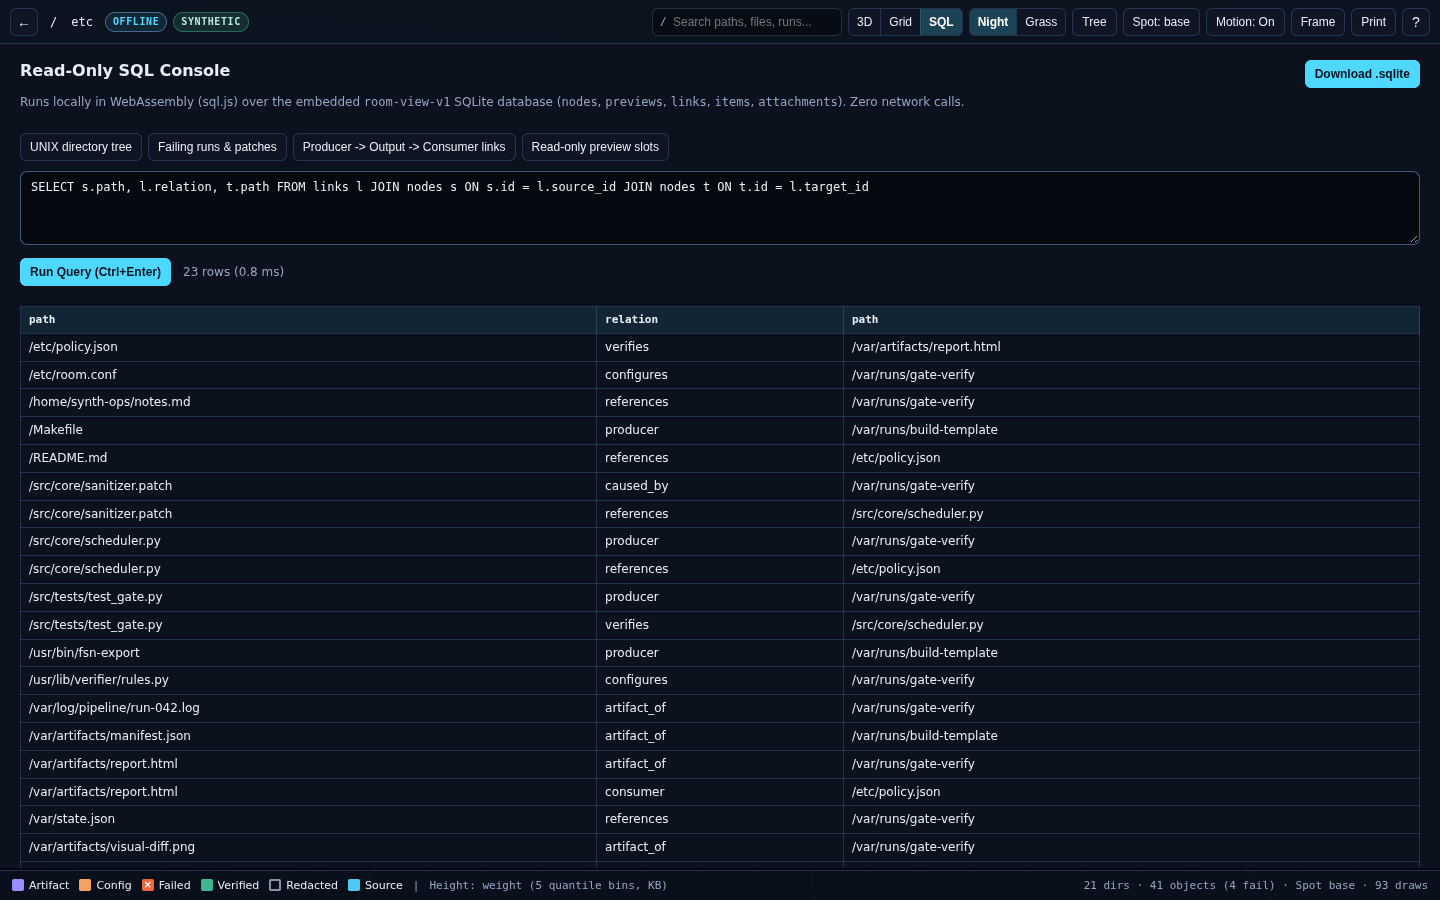 ← / etc OFFLINE SYNTHETIC / Search paths, files, runs... 3D Grid SQL Night Grass Tree Spot: base Motion: On Frame Print ?
Read-Only SQL Console Download .sqlite
Runs locally in WebAssembly (sql.js) over the embedded room-view-v1 SQLite database (nodes, previews, links, items, attachments). Zero network calls.
UNIX directory tree Failing runs & patches Producer -> Output -> Consumer links Read-only preview slots
SELECT s.path, l.relation, t.path FROM links l JOIN nodes s ON s.id = l.source_id JOIN nodes t ON t.id = l.target_id
Run Query (Ctrl+Enter) 23 rows (0.8 ms)
path relation path
/etc/policy.json verifies /var/artifacts/report.html
/etc/room.conf configures /var/runs/gate-verify
/home/synth-ops/notes.md references /var/runs/gate-verify
/Makefile producer /var/runs/build-template
/README.md references /etc/policy.json
/src/core/sanitizer.patch caused_by /var/runs/gate-verify
/src/core/sanitizer.patch references /src/core/scheduler.py
/src/core/scheduler.py producer /var/runs/gate-verify
/src/core/scheduler.py references /etc/policy.json
/src/tests/test_gate.py producer /var/runs/gate-verify
/src/tests/test_gate.py verifies /src/core/scheduler.py
/usr/bin/fsn-export producer /var/runs/build-template
/usr/lib/verifier/rules.py configures /var/runs/gate-verify
/var/log/pipeline/run-042.log artifact_of /var/runs/gate-verify
/var/artifacts/manifest.json artifact_of /var/runs/build-template
/var/artifacts/report.html artifact_of /var/runs/gate-verify
/var/artifacts/report.html consumer /etc/policy.json
/var/state.json references /var/runs/gate-verify
/var/artifacts/visual-diff.png artifact_of /var/runs/gate-verify
Artifact Config Failed Verified Redacted Source | Height: weight (5 quantile bins, KB) 21 dirs · 41 objects (4 fail) · Spot base · 93 draws